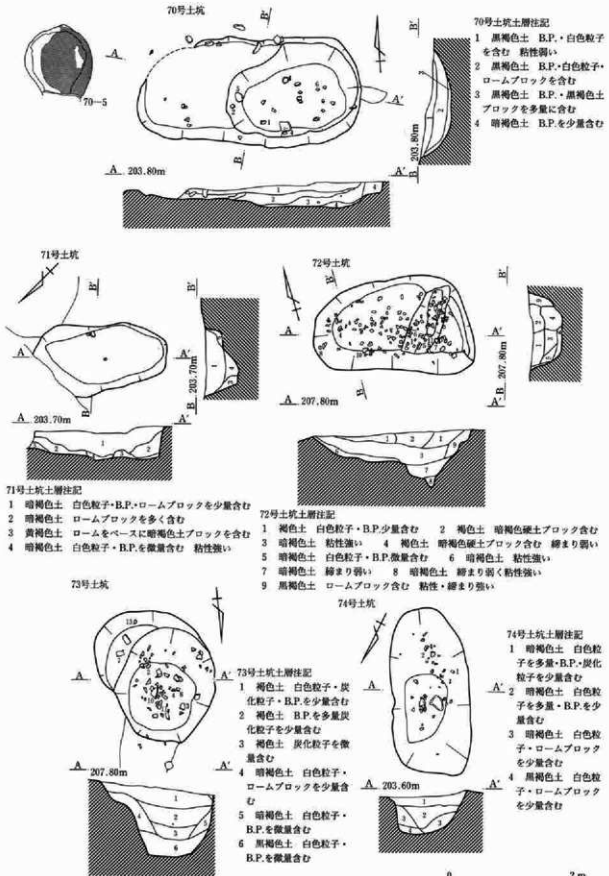 70号土坑
70—5
A
A'
B
B'
A 203.80m A'
B 203.80m B'
70号土坑土層注記
1 黒褐色土 B.P.・白色粒子
を含む 粘性弱い
2 黒褐色土 B.P.・白色粒子・
ロームブロックを含む
3 黒褐色土 B.P.・黒褐色土
ブロックを多量に含む
4 暗褐色土 B.P.を少量含む
71号土坑
A
A'
B
B'
A 203.70m A'
B 203.70m B'
71号土坑土層注記
1 暗褐色土 白色粒子・B.P.・ロームブロックを少量含む
2 暗褐色土 ロームブロックを多く含む
3 黄褐色土 ロームをベースに暗褐色土ブロックを含む
4 暗褐色土 白色粒子・B.P.を微量含む 粘性強い
72号土坑
A
A'
B
B'
A 207.80m A'
B 207.80m B'
72号土坑土層注記
1 褐色土 白色粒子・B.P.少量含む 2 褐色土 暗褐色硬土ブロック含む
3 暗褐色土 粘性強い 4 褐色土 暗褐色硬土ブロック含む 締まり弱い
5 暗褐色土 白色粒子・B.P.微量含む 6 暗褐色土 粘性強い
7 暗褐色土 締まり弱い 8 暗褐色土 締まり弱く粘性強い
9 黒褐色土 ロームブロック含む 粘性・締まり強い
73号土坑
A
A'
A 207.80m A'
73号土坑土層注記
1 褐色土 白色粒子・炭
化粒子・B.P.を少量含む
2 褐色土 B.P.を多量炭
化粒子を少量含む
3 褐色土 炭化粒子を微
量含む
4 暗褐色土 白色粒子・
ロームブロックを少量含
む
5 暗褐色土 白色粒子・
B.P.を微量含む
6 黒褐色土 白色粒子・
B.P.を微量含む
74号土坑
A
A'
A 203.60m A'
74号土坑土層注記
1 暗褐色土 白色粒
子を多量・B.P.・炭化
粒子を少量含む
2 暗褐色土 白色粒
子を多量・B.P.を少
量含む
3 暗褐色土 白色粒
子・ロームブロック
を少量含む
4 黒褐色土 白色粒
子・ロームブロック
を少量含む
0 2m